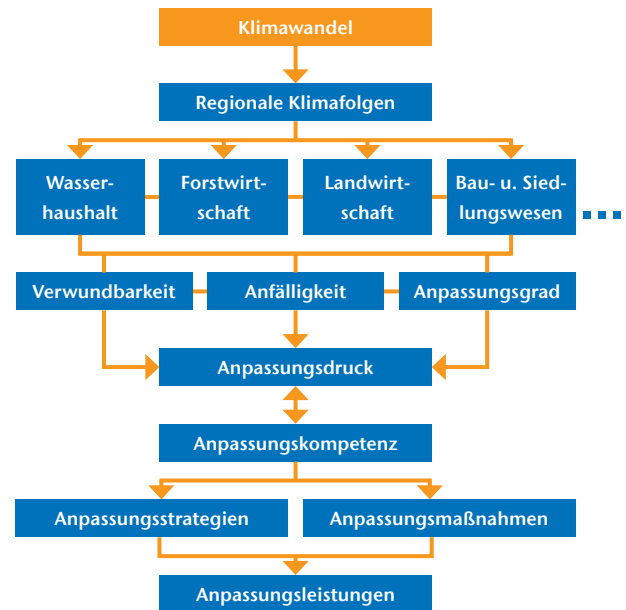 Klimawandel
Regionale Klimafolgen
Wasser-
haushalt
Forstwirt-
schaft
Landwirt-
schaft
Bau- u. Sied-
lungswesen
Verwundbarkeit
Anfälligkeit
Anpassungsgrad
Anpassungsdruck
Anpassungskompetenz
Anpassungsstrategien
Anpassungsmaßnahmen
Anpassungsleistungen